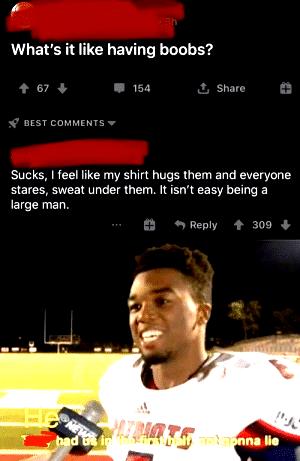 What's it like having boobs?
67
154
Share
BEST COMMENTS
Sucks, I feel like my shirt hugs them and everyone
stares, sweat under them. It isn't easy being a
large man.
Reply
309
He
had us in the first half, not gonna lie
NEWS